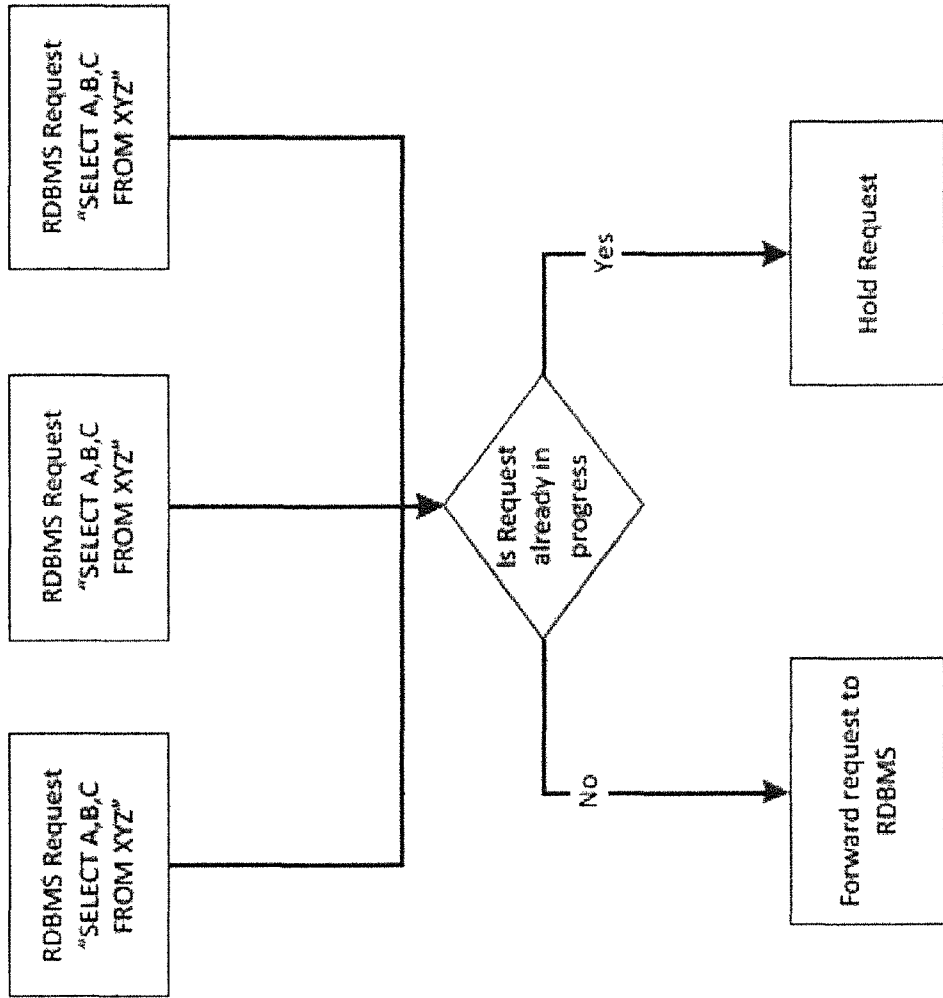 RDBMS Request
"SELECT A,B,C
FROM XYZ"
RDBMS Request
"SELECT A,B,C
FROM XYZ"
RDBMS Request
"SELECT A,B,C
FROM XYZ"
Is Request
already in
progress
No
Yes
Forward request to
RDBMS
Hold Request